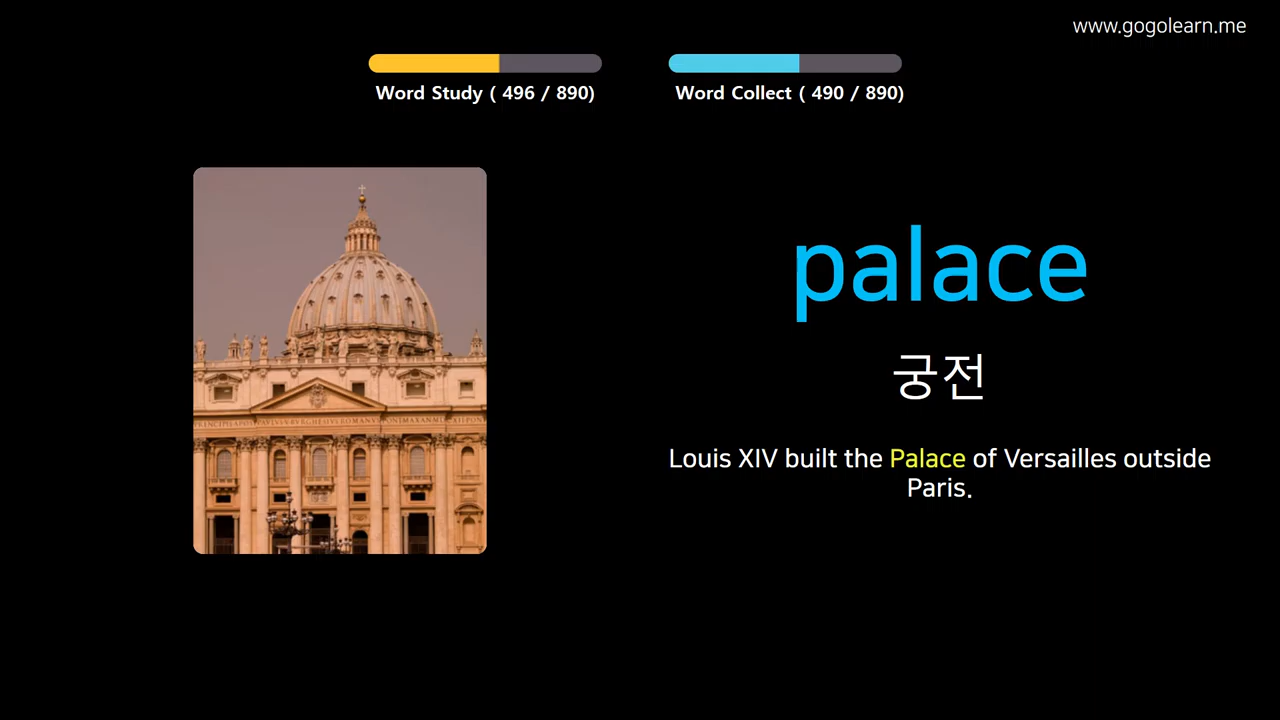 www.gogolearn.me
Word Study ( 496 / 890)
Word Collect ( 490 / 890)
palace
궁전
Louis XIV built the Palace of Versailles outside
Paris.